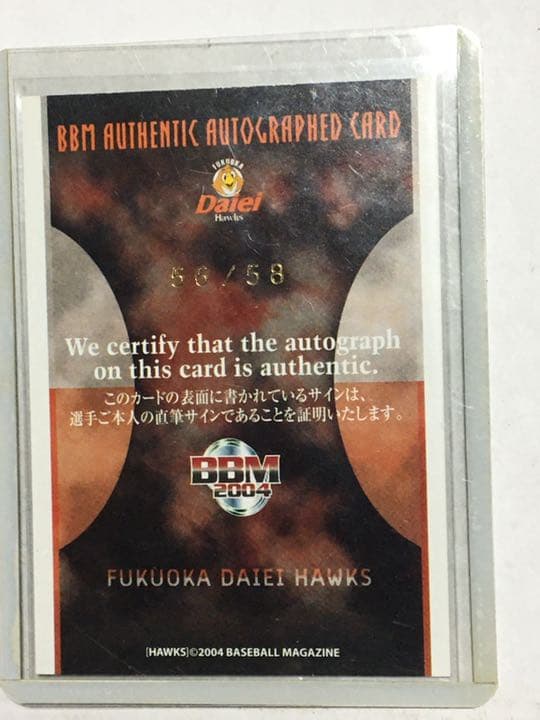 BBM AUTHENTIC AUTOGRAPHED CARD
FUKUOKA
Daiei
Hawks
56/58
We certify that the autograph
on this card is authentic.
このカードの表面に書かれているサインは、
選手ご本人の直筆サインであることを証明いたします。
BBM
2004
FUKUOKA DAIEI HAWKS
[HAWKS]©2004 BASEBALL MAGAZINE